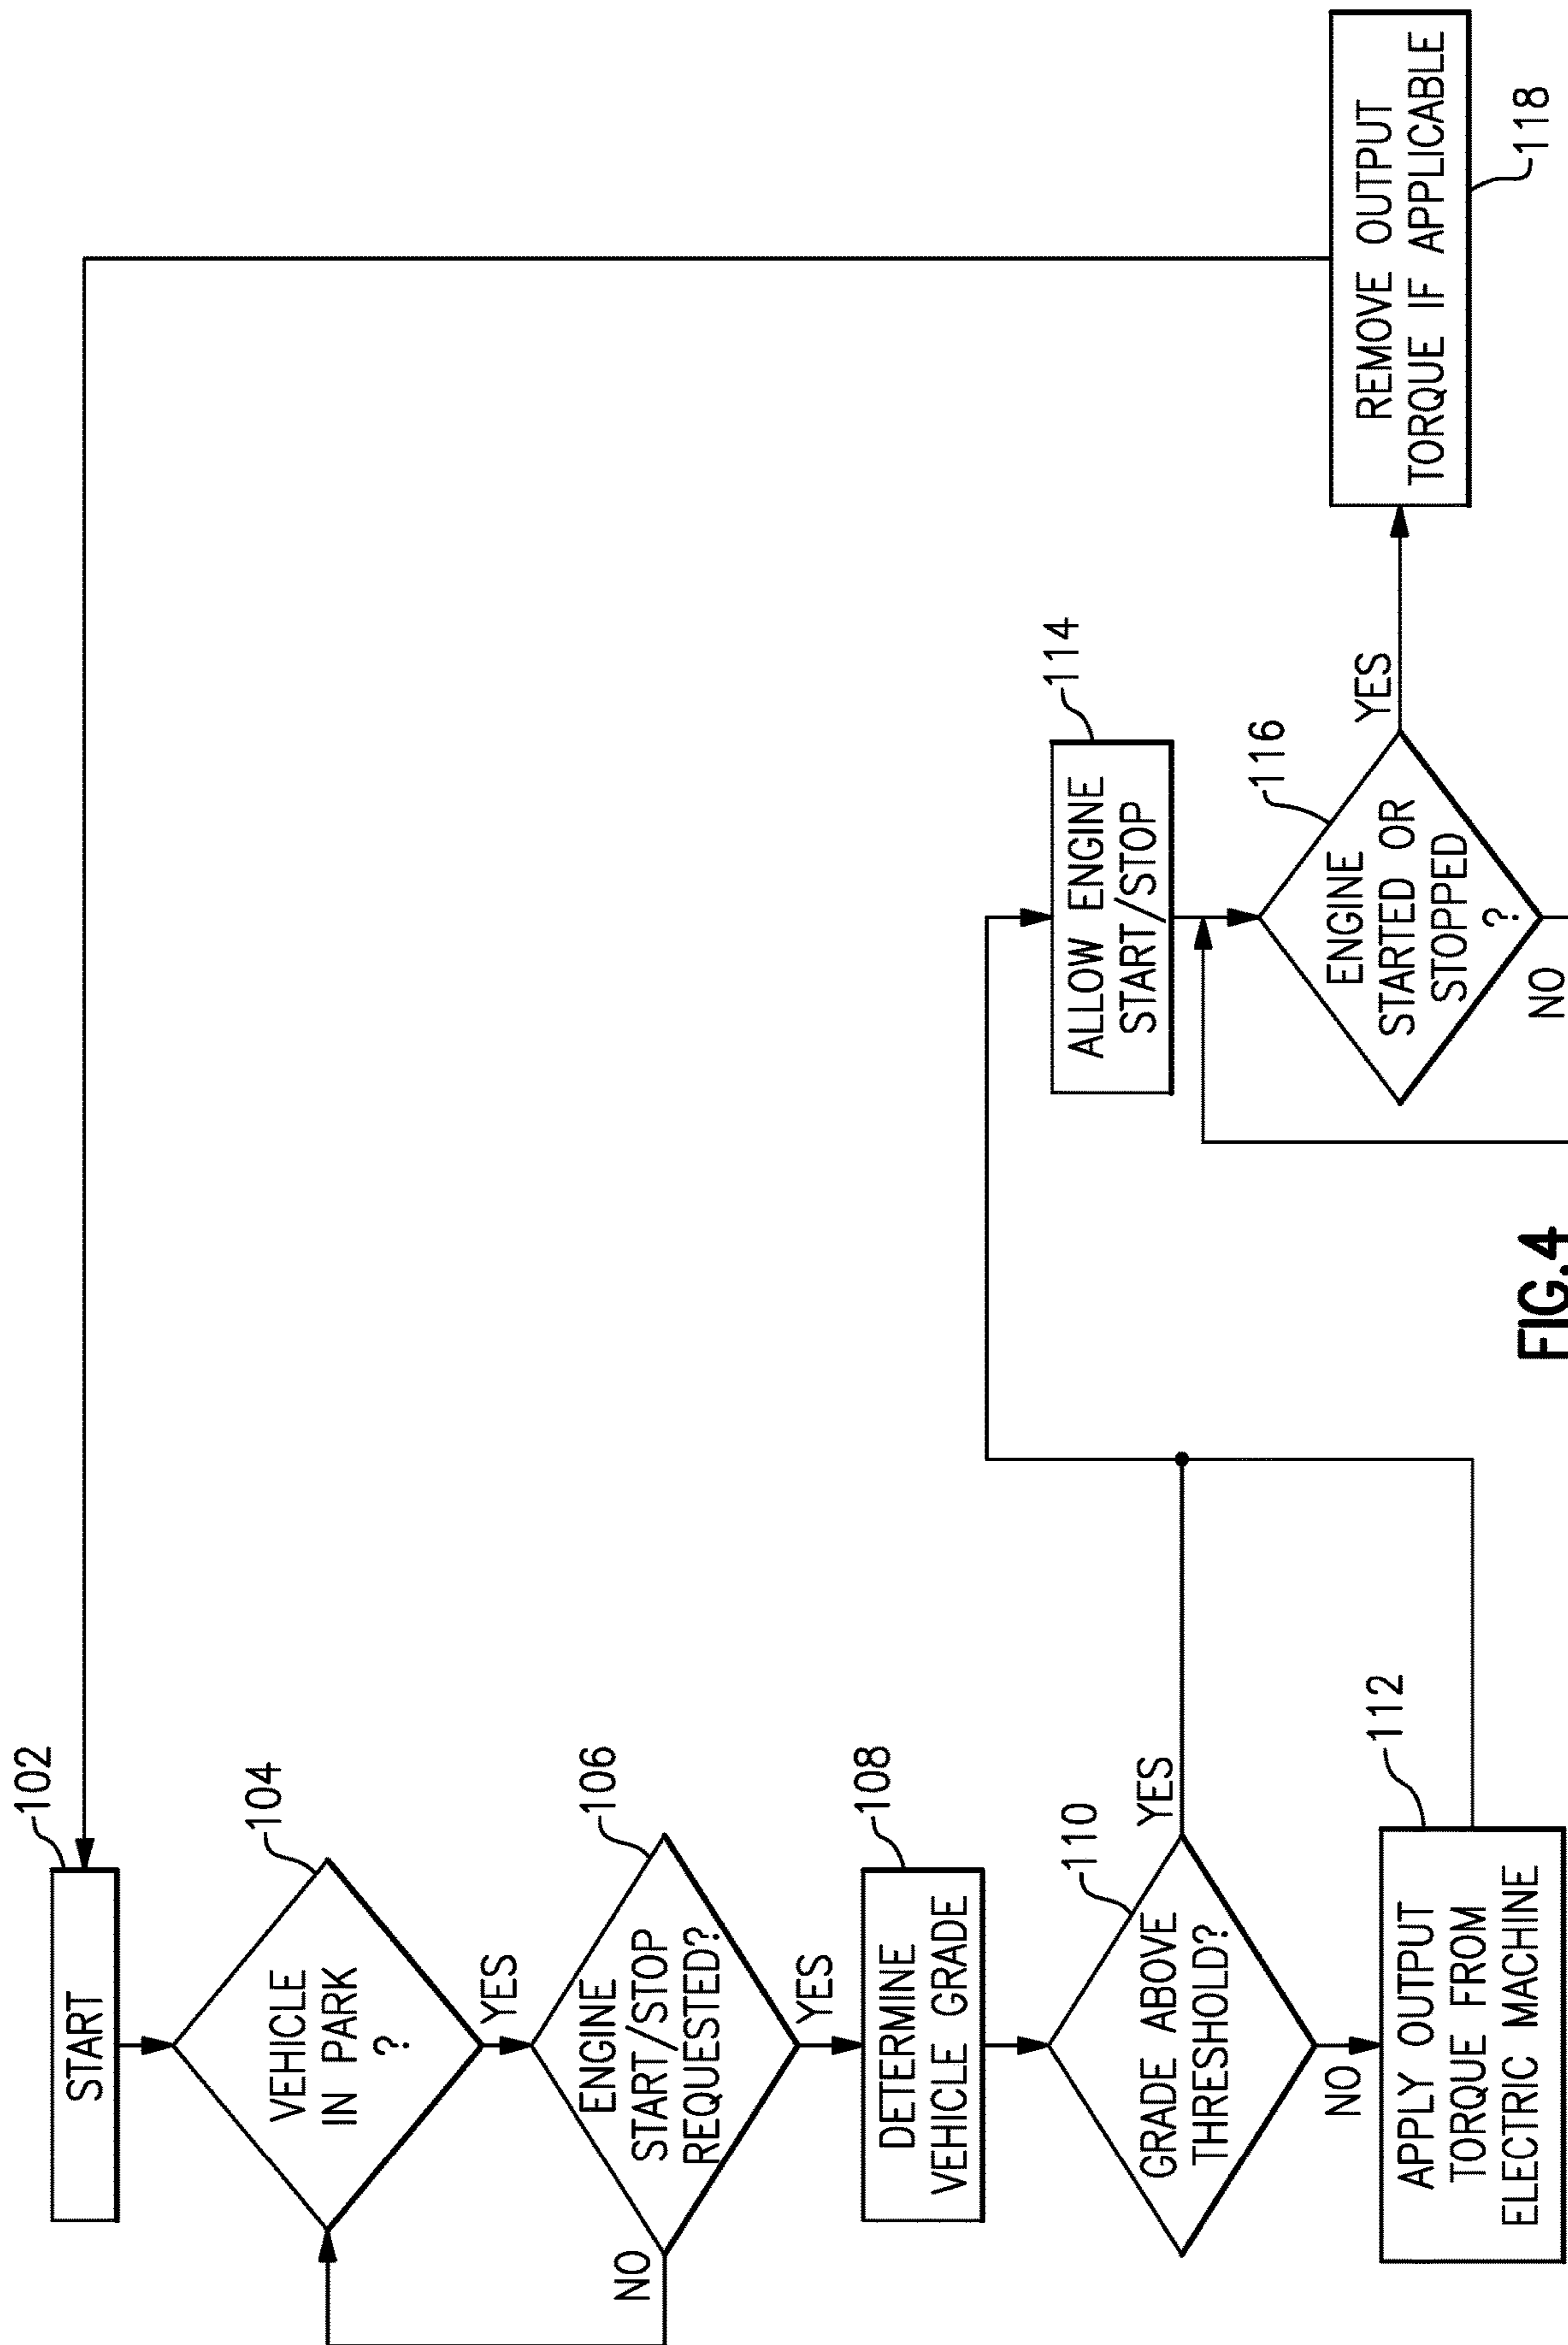 102
START
104
VEHICLE
IN PARK
?
YES
106
ENGINE
START/STOP
REQUESTED?
NO
YES
108
DETERMINE
VEHICLE GRADE
110
GRADE ABOVE
THRESHOLD?
YES
NO
112
APPLY OUTPUT
TORQUE FROM
ELECTRIC MACHINE
114
ALLOW ENGINE
START/STOP
116
ENGINE
STARTED OR
STOPPED
?
YES
NO
REMOVE OUTPUT
TORQUE IF APPLICABLE
118
FIG.4